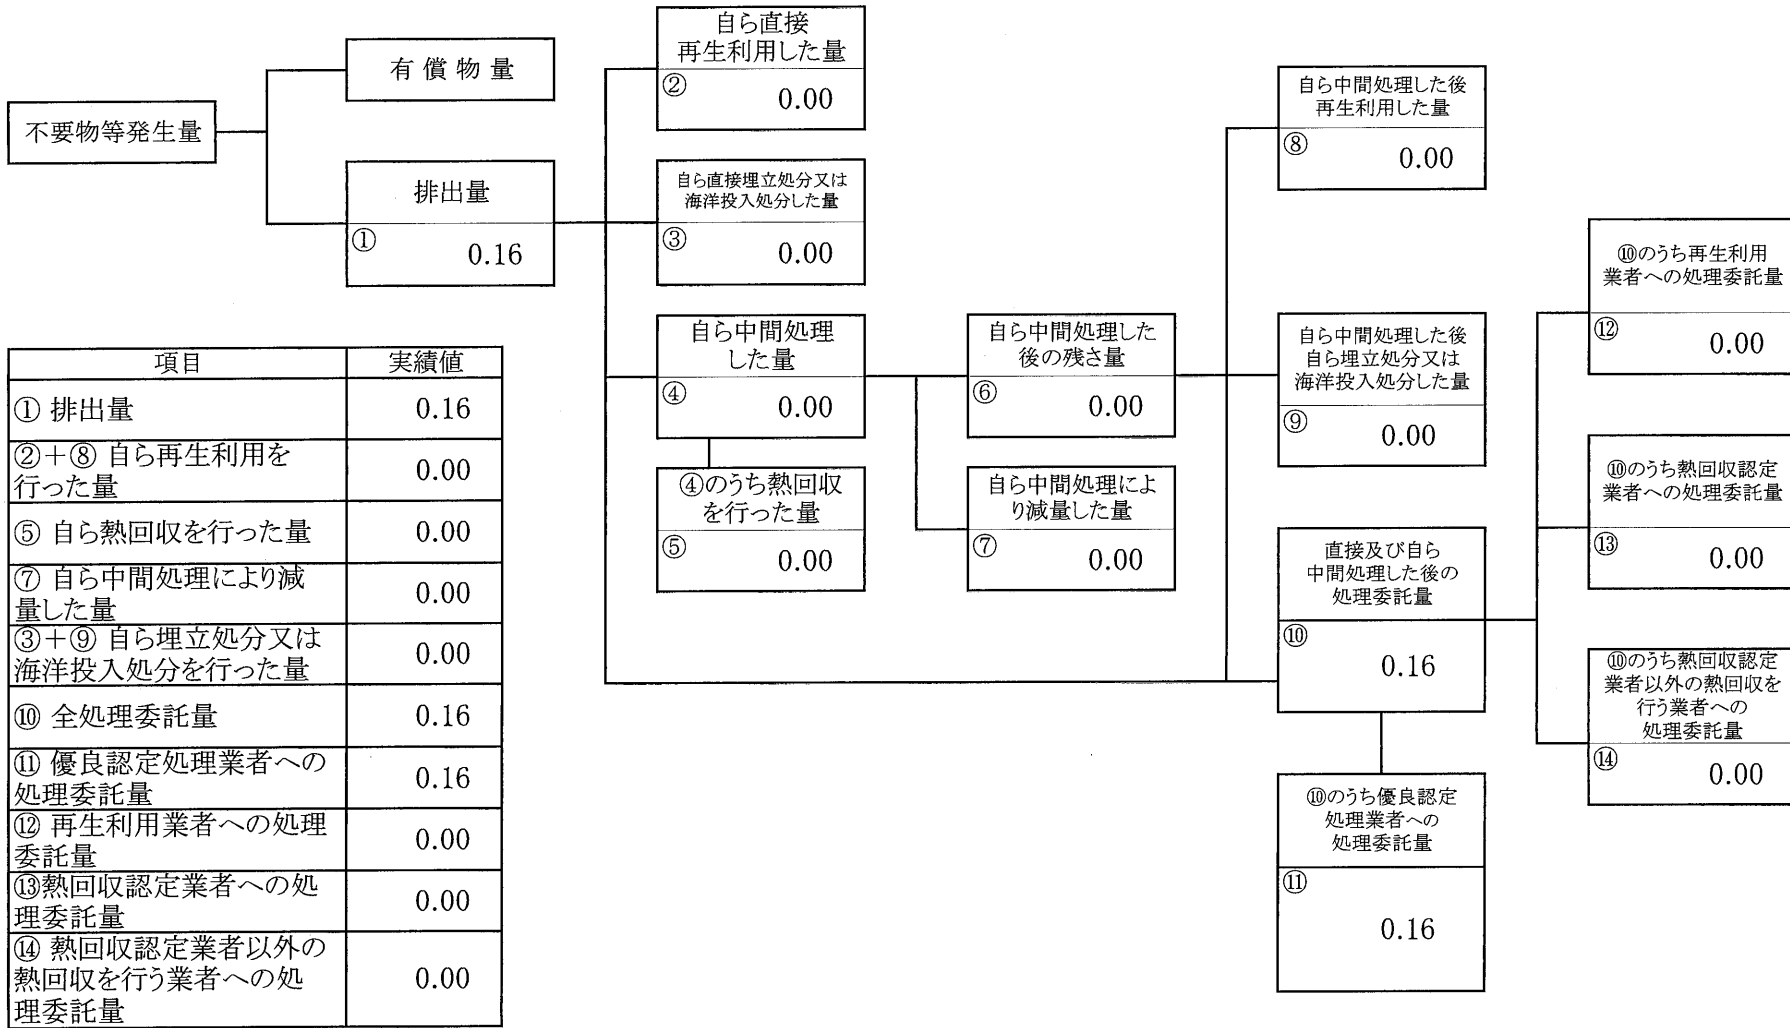 不要物等発生量
有償物量
排出量
① 0.16
自ら直接
再生利用した量
② 0.00
自ら直接埋立処分又は
海洋投入処分した量
③ 0.00
自ら中間処理
した量
④ 0.00
④のうち熱回収
を行った量
⑤ 0.00
自ら中間処理した
後の残さ量
⑥ 0.00
自ら中間処理によ
り減量した量
⑦ 0.00
自ら中間処理した後
再生利用した量
⑧ 0.00
自ら中間処理した後
自ら埋立処分又は
海洋投入処分した量
⑨ 0.00
直接及び自ら
中間処理した後の
処理委託量
⑩ 0.16
⑩のうち優良認定
処理業者への
処理委託量
⑪ 0.16
⑩のうち再生利用
業者への処理委託量
⑫ 0.00
⑩のうち熱回収認定
業者への処理委託量
⑬ 0.00
⑩のうち熱回収認定
業者以外の熱回収を
行う業者への
処理委託量
⑭ 0.00
項目 実績値
① 排出量 0.16
②＋⑧ 自ら再生利用を
行った量 0.00
⑤ 自ら熱回収を行った量 0.00
⑦ 自ら中間処理により減
量した量 0.00
③＋⑨ 自ら埋立処分又は
海洋投入処分を行った量 0.00
⑩ 全処理委託量 0.16
⑪ 優良認定処理業者への
処理委託量 0.16
⑫ 再生利用業者への処理
委託量 0.00
⑬熱回収認定業者への処
理委託量 0.00
⑭ 熱回収認定業者以外の
熱回収を行う業者への処
理委託量 0.00